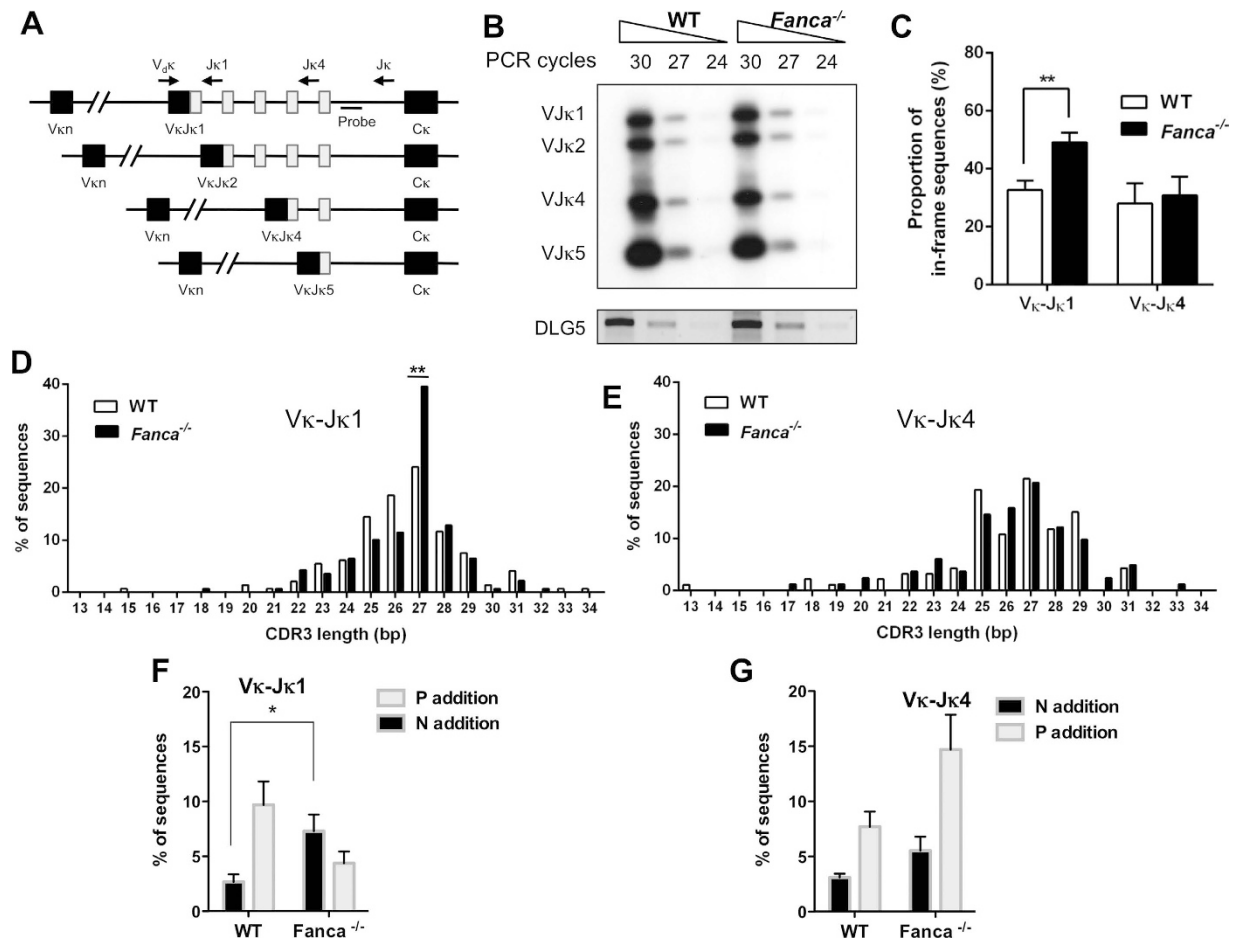 A
Vdκ Jκ1 Jκ4 Jκ
Probe
Vκn VκJκ1 Cκ
Vκn VκJκ2 Cκ
Vκn VκJκ4 Cκ
Vκn VκJκ5 Cκ
B
WT Fanca-/-
PCR cycles 30 27 24 30 27 24
VJκ1
VJκ2
VJκ4
VJκ5
DLG5
C
Proportion of
in-frame sequences (%)
80
60
40
20
0
**
WT
Fanca-/-
Vκ-Jκ1 Vκ-Jκ4
D
Vκ-Jκ1
WT
Fanca-/-
**
% of sequences
40
30
20
10
0
13 14 15 16 17 18 19 20 21 22 23 24 25 26 27 28 29 30 31 32 33 34
CDR3 length (bp)
E
Vκ-Jκ4
WT
Fanca-/-
% of sequences
40
30
20
10
0
13 14 15 16 17 18 19 20 21 22 23 24 25 26 27 28 29 30 31 32 33 34
CDR3 length (bp)
F
Vκ-Jκ1
P addition
N addition
*
% of sequences
20
15
10
5
0
WT Fanca -/-
G
Vκ-Jκ4
N addition
P addition
% of sequences
20
15
10
5
0
WT Fanca -/-